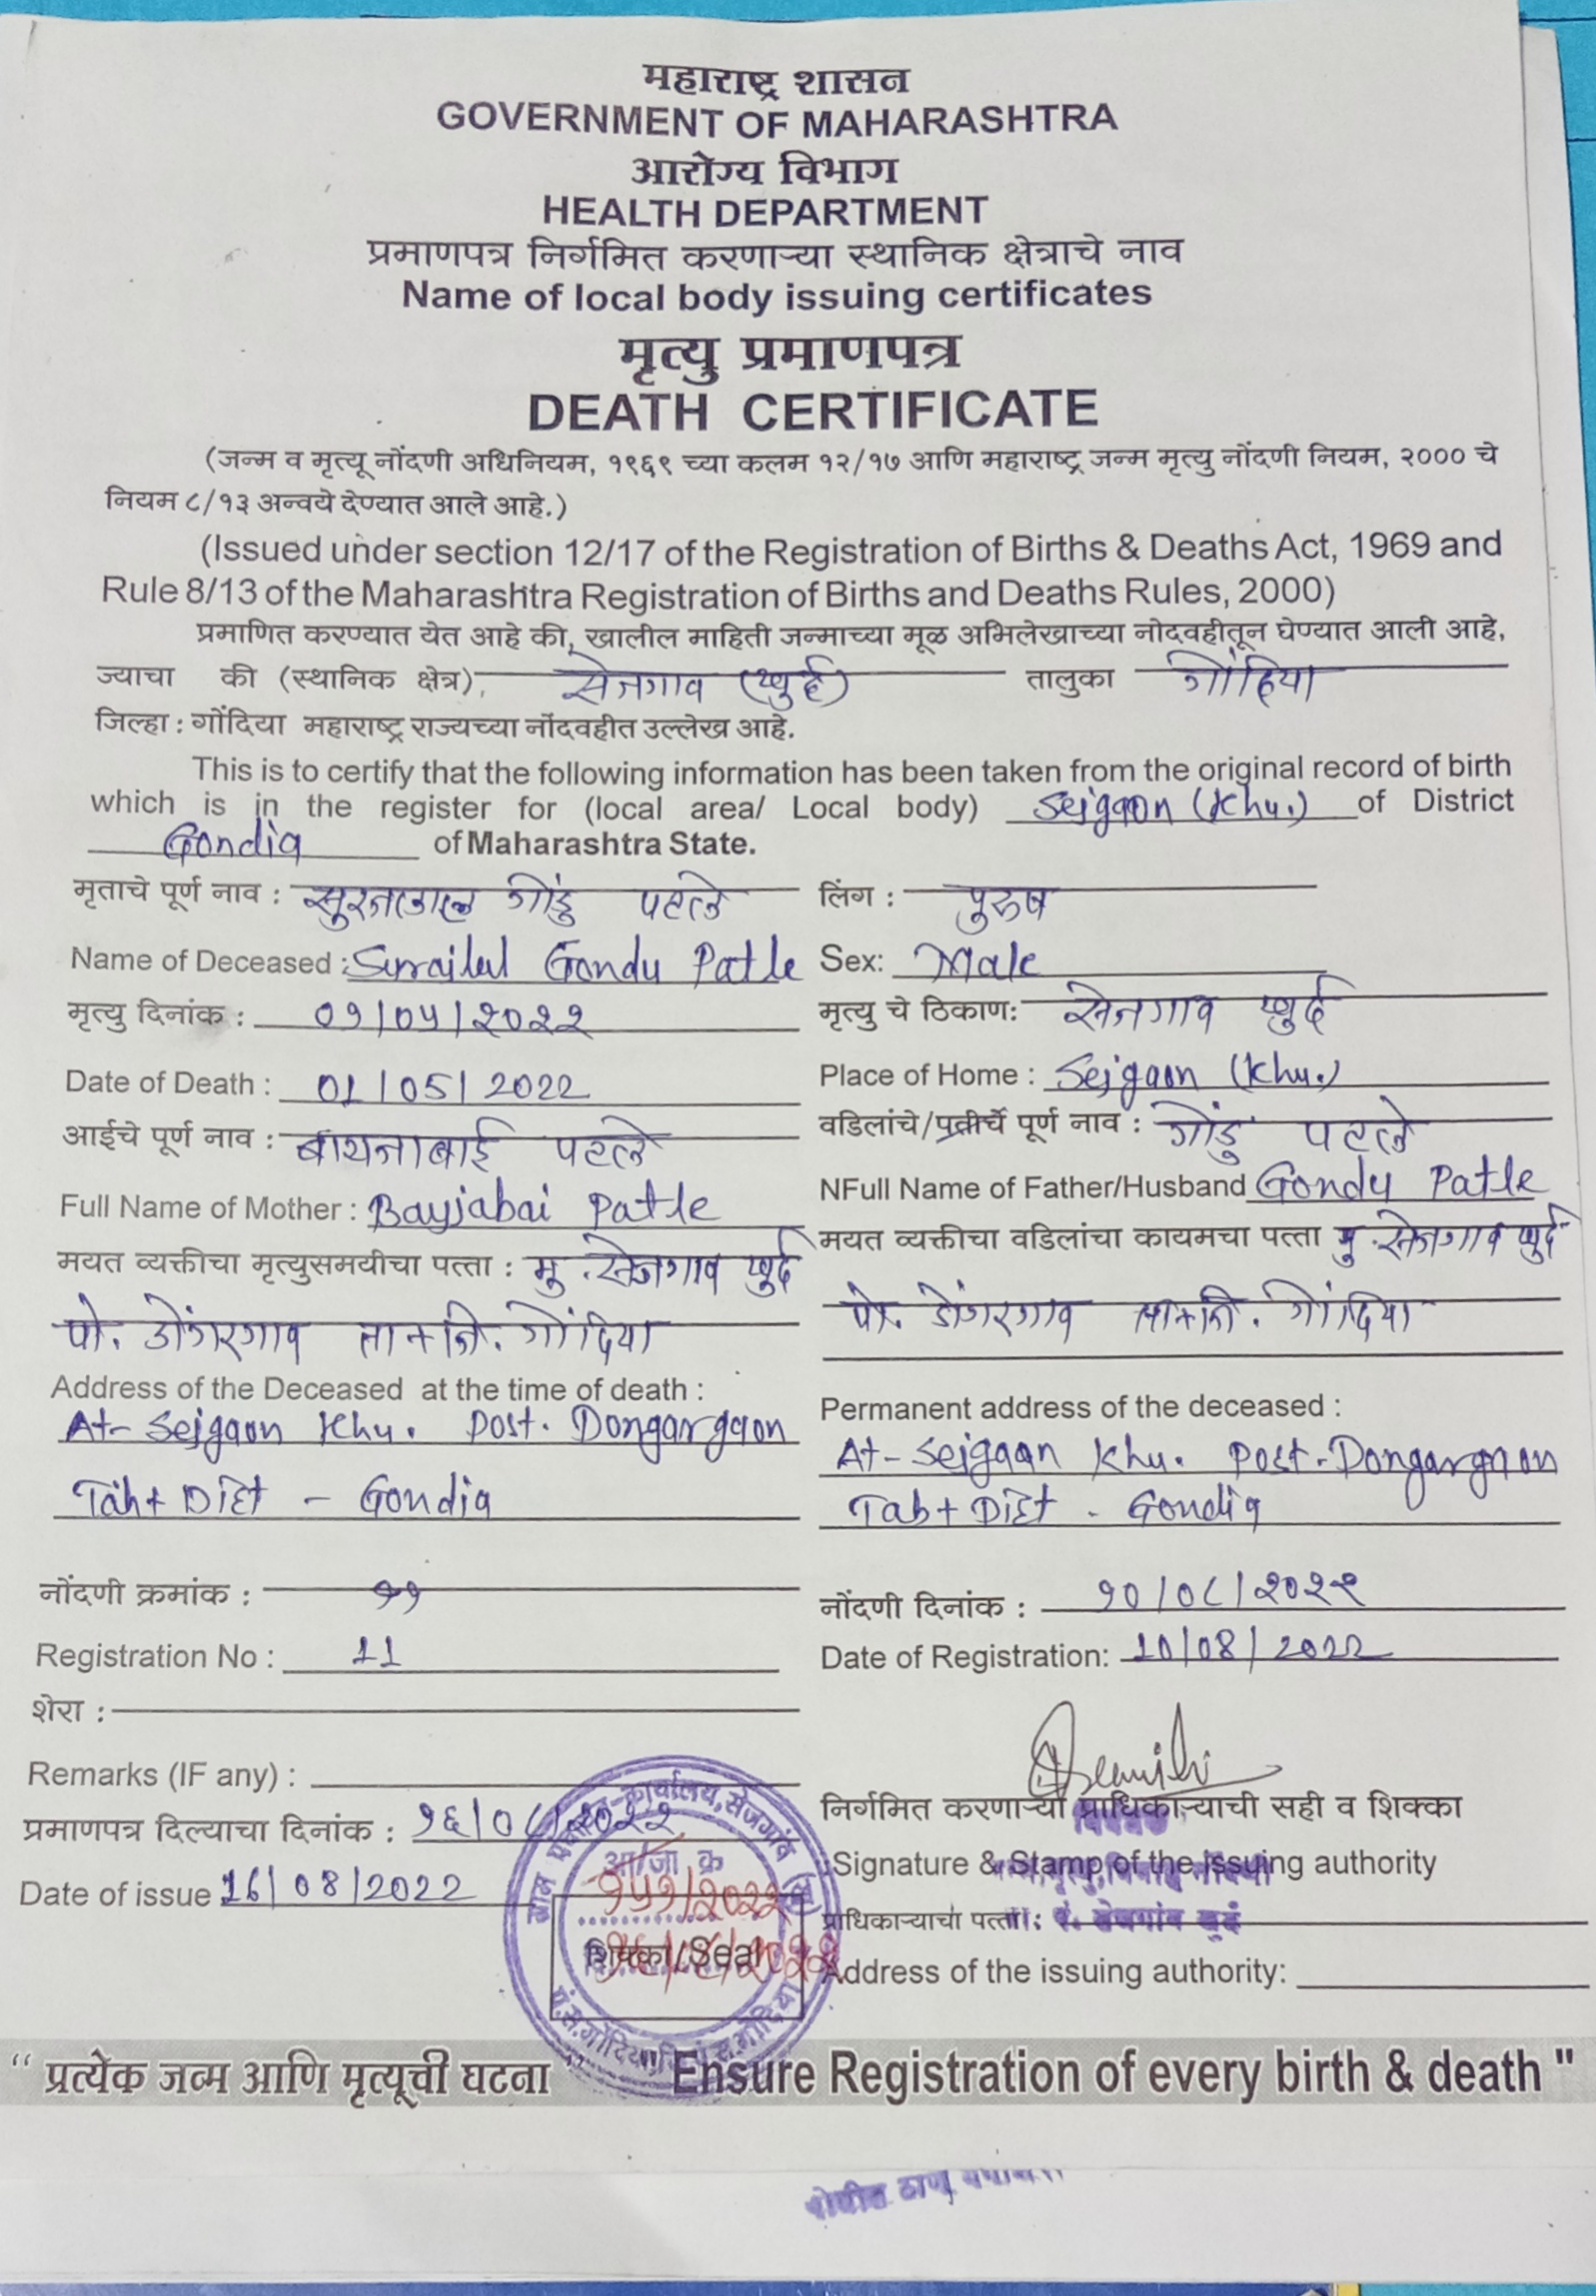 महाराष्ट्र शासन
GOVERNMENT OF MAHARASHTRA
आरोग्य विभाग
HEALTH DEPARTMENT
प्रमाणपत्र निर्गमित करणाऱ्या स्थानिक क्षेत्राचे नाव
Name of local body issuing certificates
मृत्यु प्रमाणपत्र
DEATH CERTIFICATE
(जन्म व मृत्यू नोंदणी अधिनियम, १९६९ च्या कलम १२/१७ आणि महाराष्ट्र जन्म मृत्यु नोंदणी नियम, २००० चे
नियम ८/१३ अन्वये देण्यात आले आहे.)
(Issued under section 12/17 of the Registration of Births & Deaths Act, 1969 and
Rule 8/13 of the Maharashtra Registration of Births and Deaths Rules, 2000)
प्रमाणित करण्यात येत आहे की, खालील माहिती जन्माच्या मूळ अभिलेखाच्या नोदवहीतून घेण्यात आली आहे,
ज्याचा की (स्थानिक क्षेत्र), सेजगाव (खुर्द) तालुका गोंदिया
जिल्हा : गोंदिया महाराष्ट्र राज्यच्या नोंदवहीत उल्लेख आहे.
This is to certify that the following information has been taken from the original record of birth
which is in the register for (local area/ Local body) Sejgaon (Khu.) of District
Gondia of Maharashtra State.
मृताचे पूर्ण नाव : सुरजलाल गोंडु पटले लिंग : पुरुष
Name of Deceased : Surajlal Gondu Patle Sex: Male
मृत्यु दिनांक : ०१/०५/२०२२ मृत्यु चे ठिकाण: सेजगाव खुर्द
Date of Death : 01/05/2022 Place of Home : Sejgaon (Khu.)
आईचे पूर्ण नाव : बायजाबाई पटले वडिलांचे/पतीचे पूर्ण नाव : गोंडु पटले
Full Name of Mother : Bayjabai Patle NFull Name of Father/Husband Gondu Patle
मयत व्यक्तीचा मृत्युसमयीचा पत्ता : मु. सेजगाव खुर्द मयत व्यक्तीचा वडिलांचा कायमचा पत्ता मु. सेजगाव खुर्द
पो. डोंगरगाव ता+जि. गोंदिया पो. डोंगरगाव ता+जि. गोंदिया
Address of the Deceased at the time of death : Permanent address of the deceased :
At- Sejgaon Khu. Post. Dongargaon At- Sejgaon Khu. Post- Dongargaon
Tah+ Dist - Gondia Tah+ Dist - Gondia
नोंदणी क्रमांक : ११ नोंदणी दिनांक : १०/०८/२०२२
Registration No : 11 Date of Registration: 10/08/2022
शेरा :
Remarks (IF any) :
प्रमाणपत्र दिल्याचा दिनांक : १६/०८/२०२२ निर्गमित करणाऱ्या प्राधिकाऱ्याची सही व शिक्का
Date of issue 16/08/2022 Signature & Stamp of the Issuing authority
आ/जा क्र
शिक्का/Seal
प्राधिकाऱ्याचा पत्ता :
Address of the issuing authority:
“ प्रत्येक जन्म आणि मृत्यूची घटना ” " Ensure Registration of every birth & death "